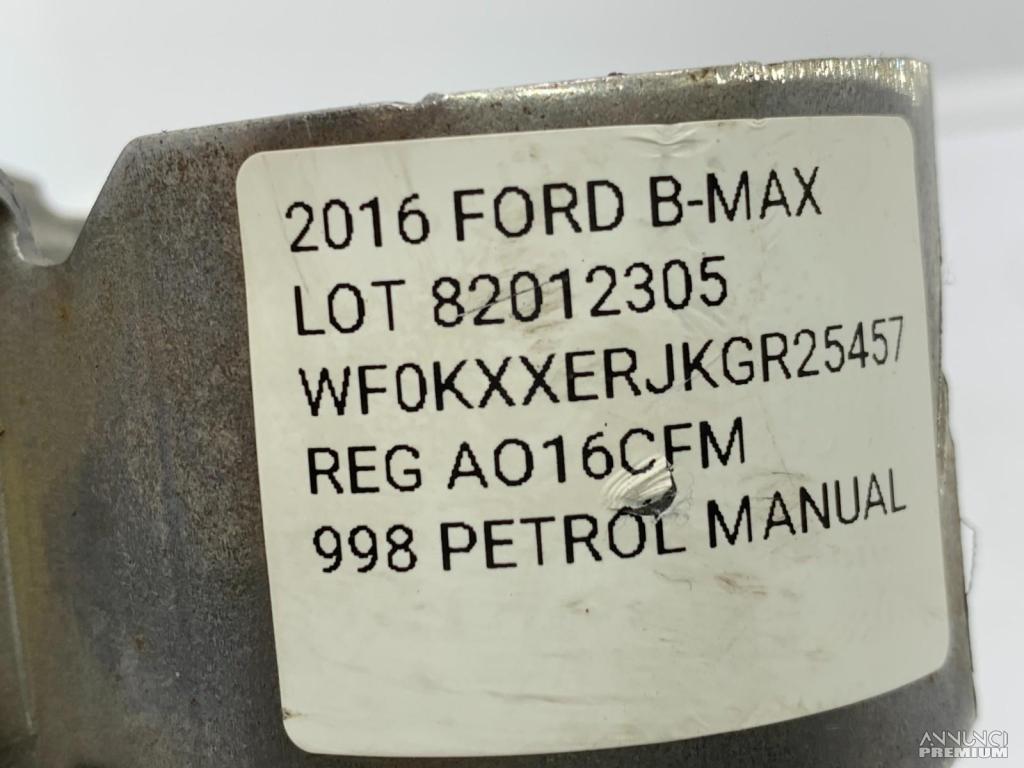 2016 FORD B-MAX
LOT 82012305
WF0KXXERJKGR25457
REG AO16CFM
998 PETROL MANUAL
ANNUNCI
PREMIUM